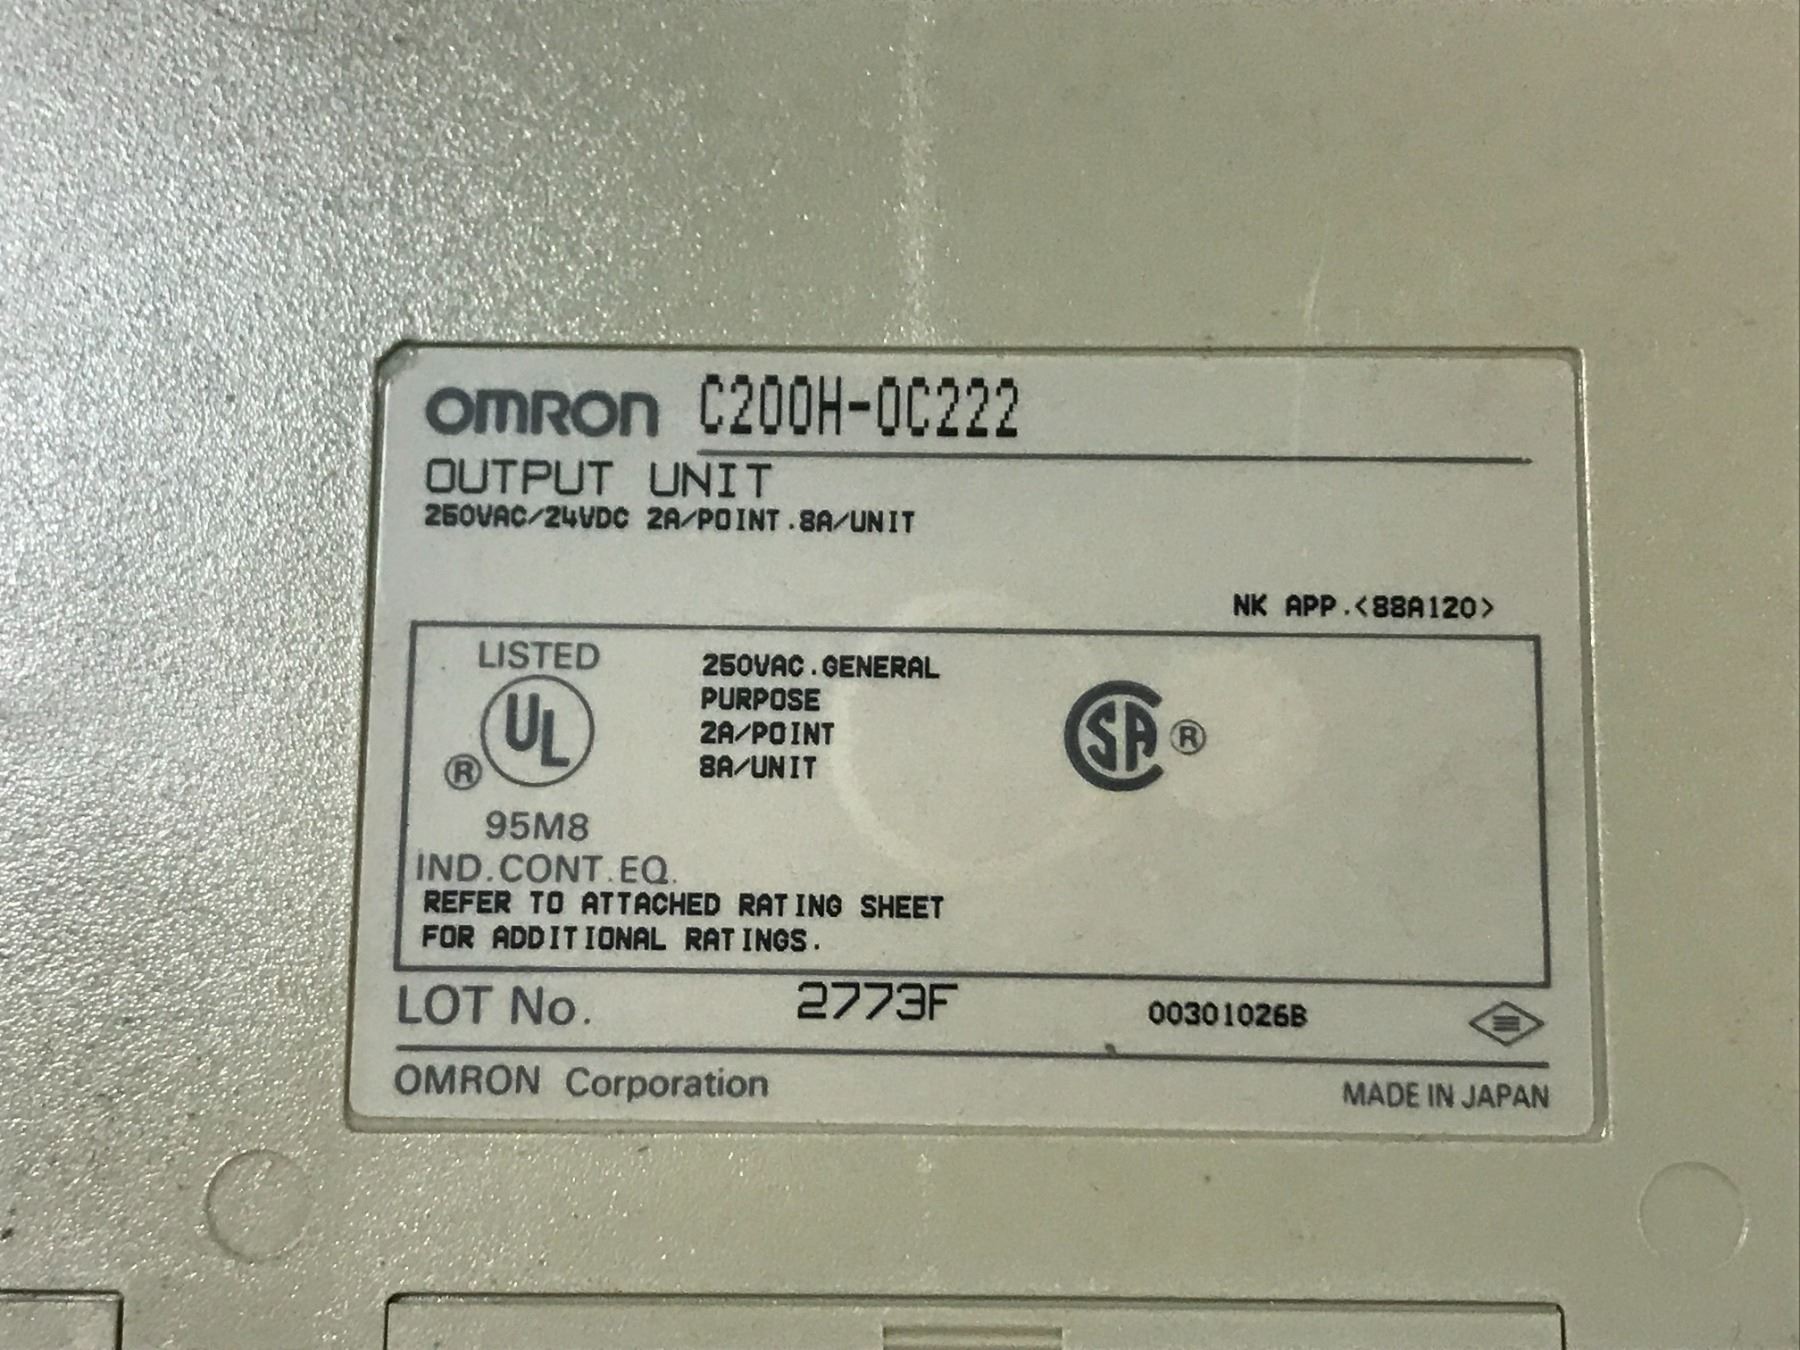 OMRON C200H-OC222
OUTPUT UNIT
250VAC/24VDC 2A/POINT.8A/UNIT
NK APP.<88A120>
LISTED
UL
®
95M8
IND.CONT.EQ.
250VAC.GENERAL
PURPOSE
2A/POINT
8A/UNIT
SA ®
REFER TO ATTACHED RATING SHEET
FOR ADDITIONAL RATINGS.
LOT No. 2773F 00301026B
OMRON Corporation MADE IN JAPAN